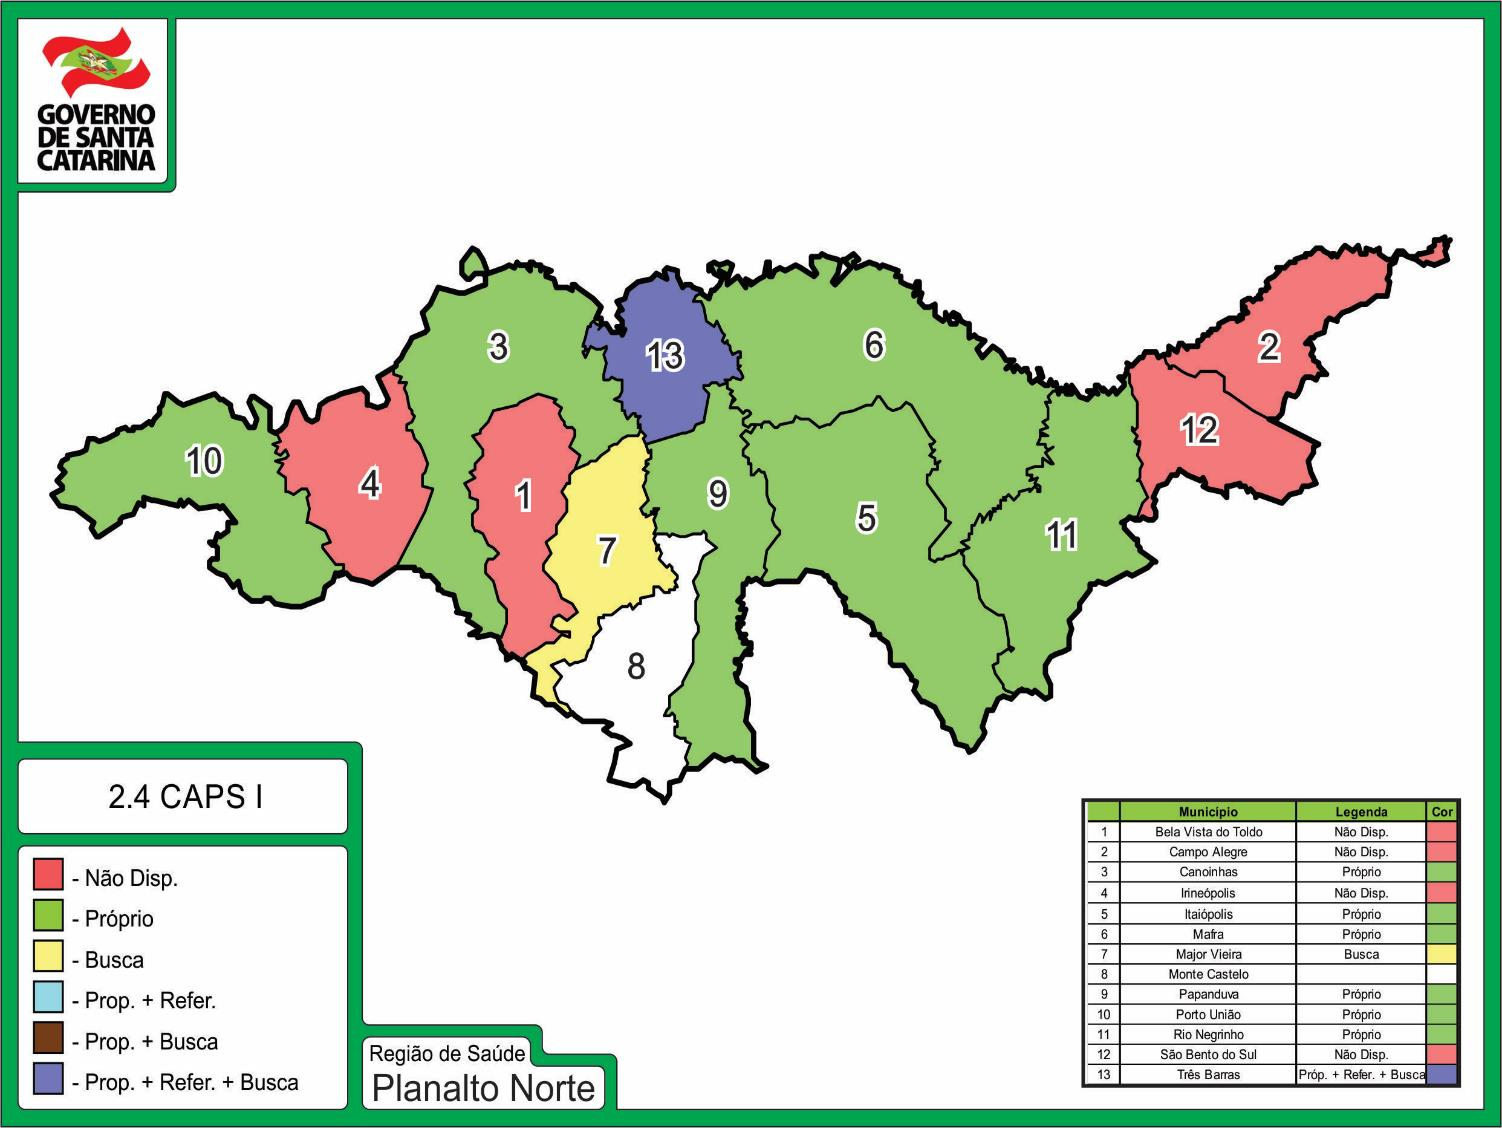 GOVERNO
DE SANTA
CATARINA
3
13
6
2
12
10
4
1
9
5
11
7
8
2.4 CAPS I
- Não Disp.
- Próprio
- Busca
- Prop. + Refer.
- Prop. + Busca
- Prop. + Refer. + Busca
Região de Saúde
Planalto Norte
Município Legenda Cor
1 Bela Vista do Toldo Não Disp.
2 Campo Alegre Não Disp.
3 Canoinhas Próprio
4 Irineópolis Não Disp.
5 Itaiópolis Próprio
6 Mafra Próprio
7 Major Vieira Busca
8 Monte Castelo
9 Papanduva Próprio
10 Porto União Próprio
11 Rio Negrinho Próprio
12 São Bento do Sul Não Disp.
13 Três Barras Próp. + Refer. + Busca